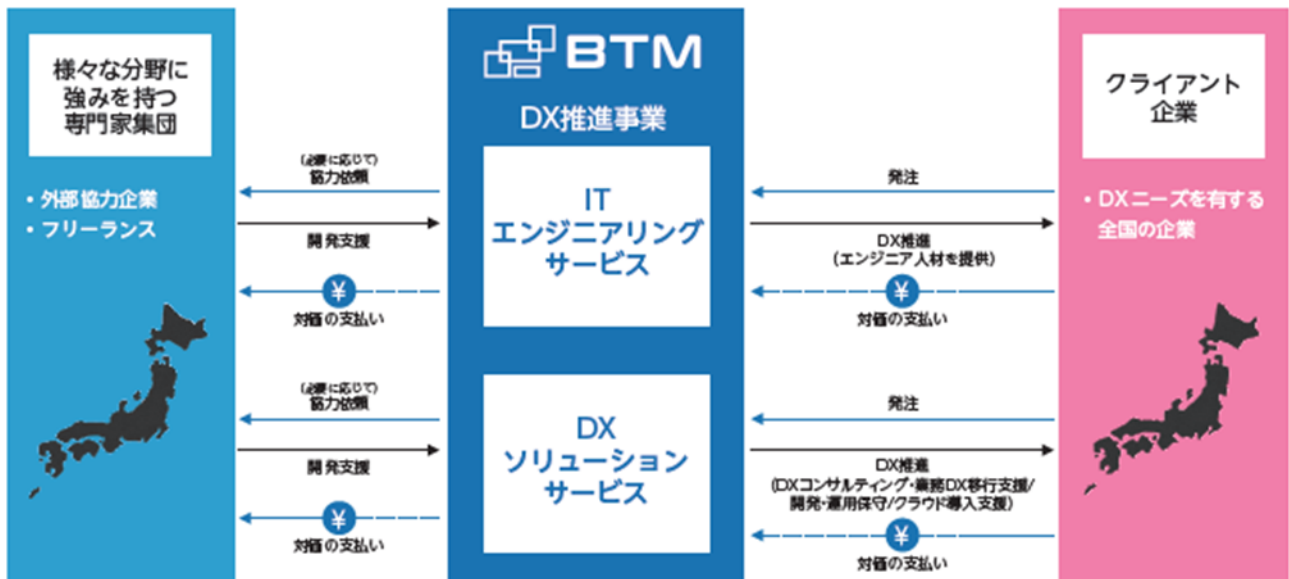 様々な分野に
強みを持つ
専門家集団
・外部協力企業
・フリーランス
(必要に応じて)
協力依頼
開発支援
¥
対価の支払い
(必要に応じて)
協力依頼
開発支援
¥
対価の支払い
BTM
DX推進事業
IT
エンジニアリング
サービス
DX
ソリューション
サービス
発注
DX推進
(エンジニア人材を提供)
¥
対価の支払い
発注
DX推進
(DXコンサルティング・業務DX移行支援/
開発・運用保守/クラウド導入支援)
¥
対価の支払い
クライアント
企業
・DXニーズを有する
全国の企業